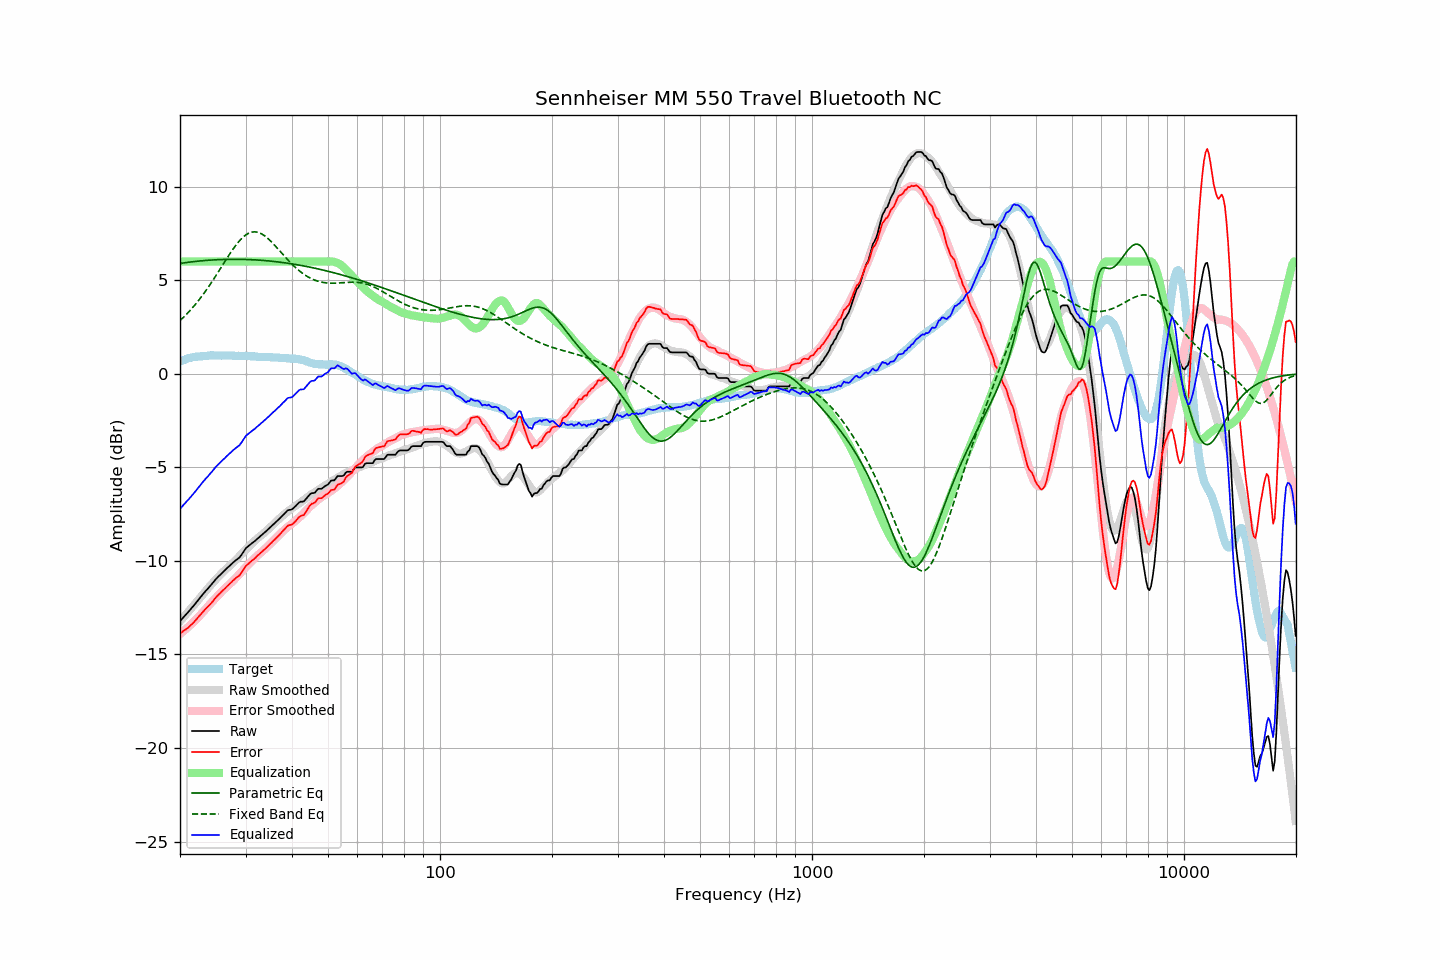 Sennheiser MM 550 Travel Bluetooth NC
Amplitude (dBr)
10
5
0
−5
−10
−15
−20
−25
Target
Raw Smoothed
Error Smoothed
Raw
Error
Equalization
Parametric Eq
Fixed Band Eq
Equalized
100 1000 10000
Frequency (Hz)